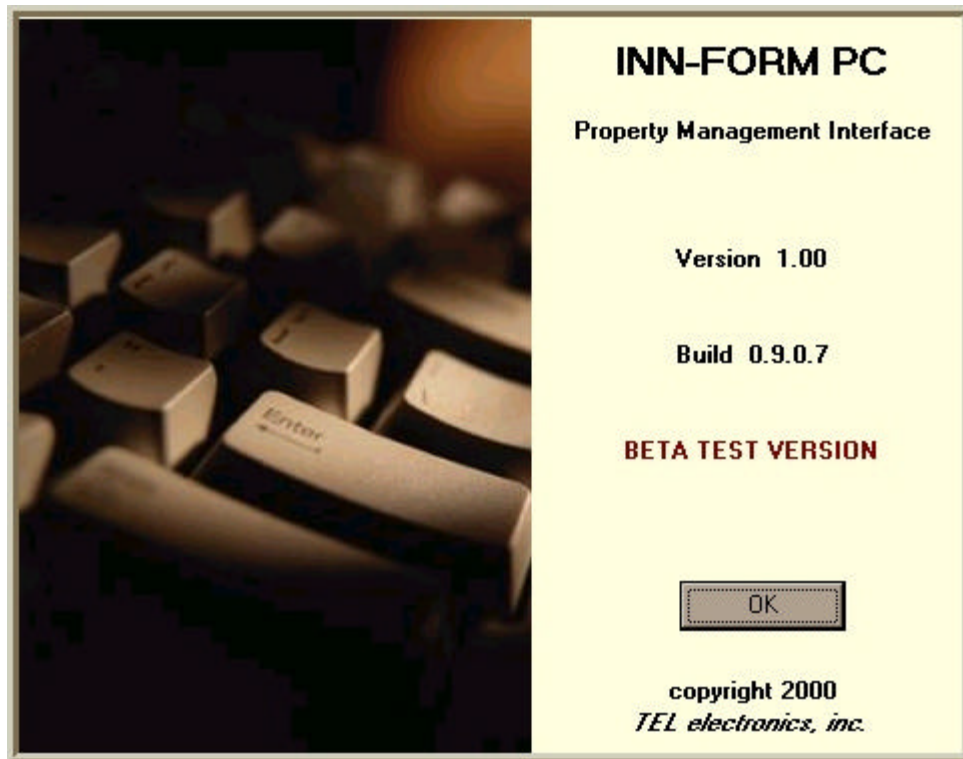 INN-FORM PC
Property Management Interface
Version 1.00
Build 0.9.0.7
BETA TEST VERSION
Enter
OK
copyright 2000
TEL electronics, inc.